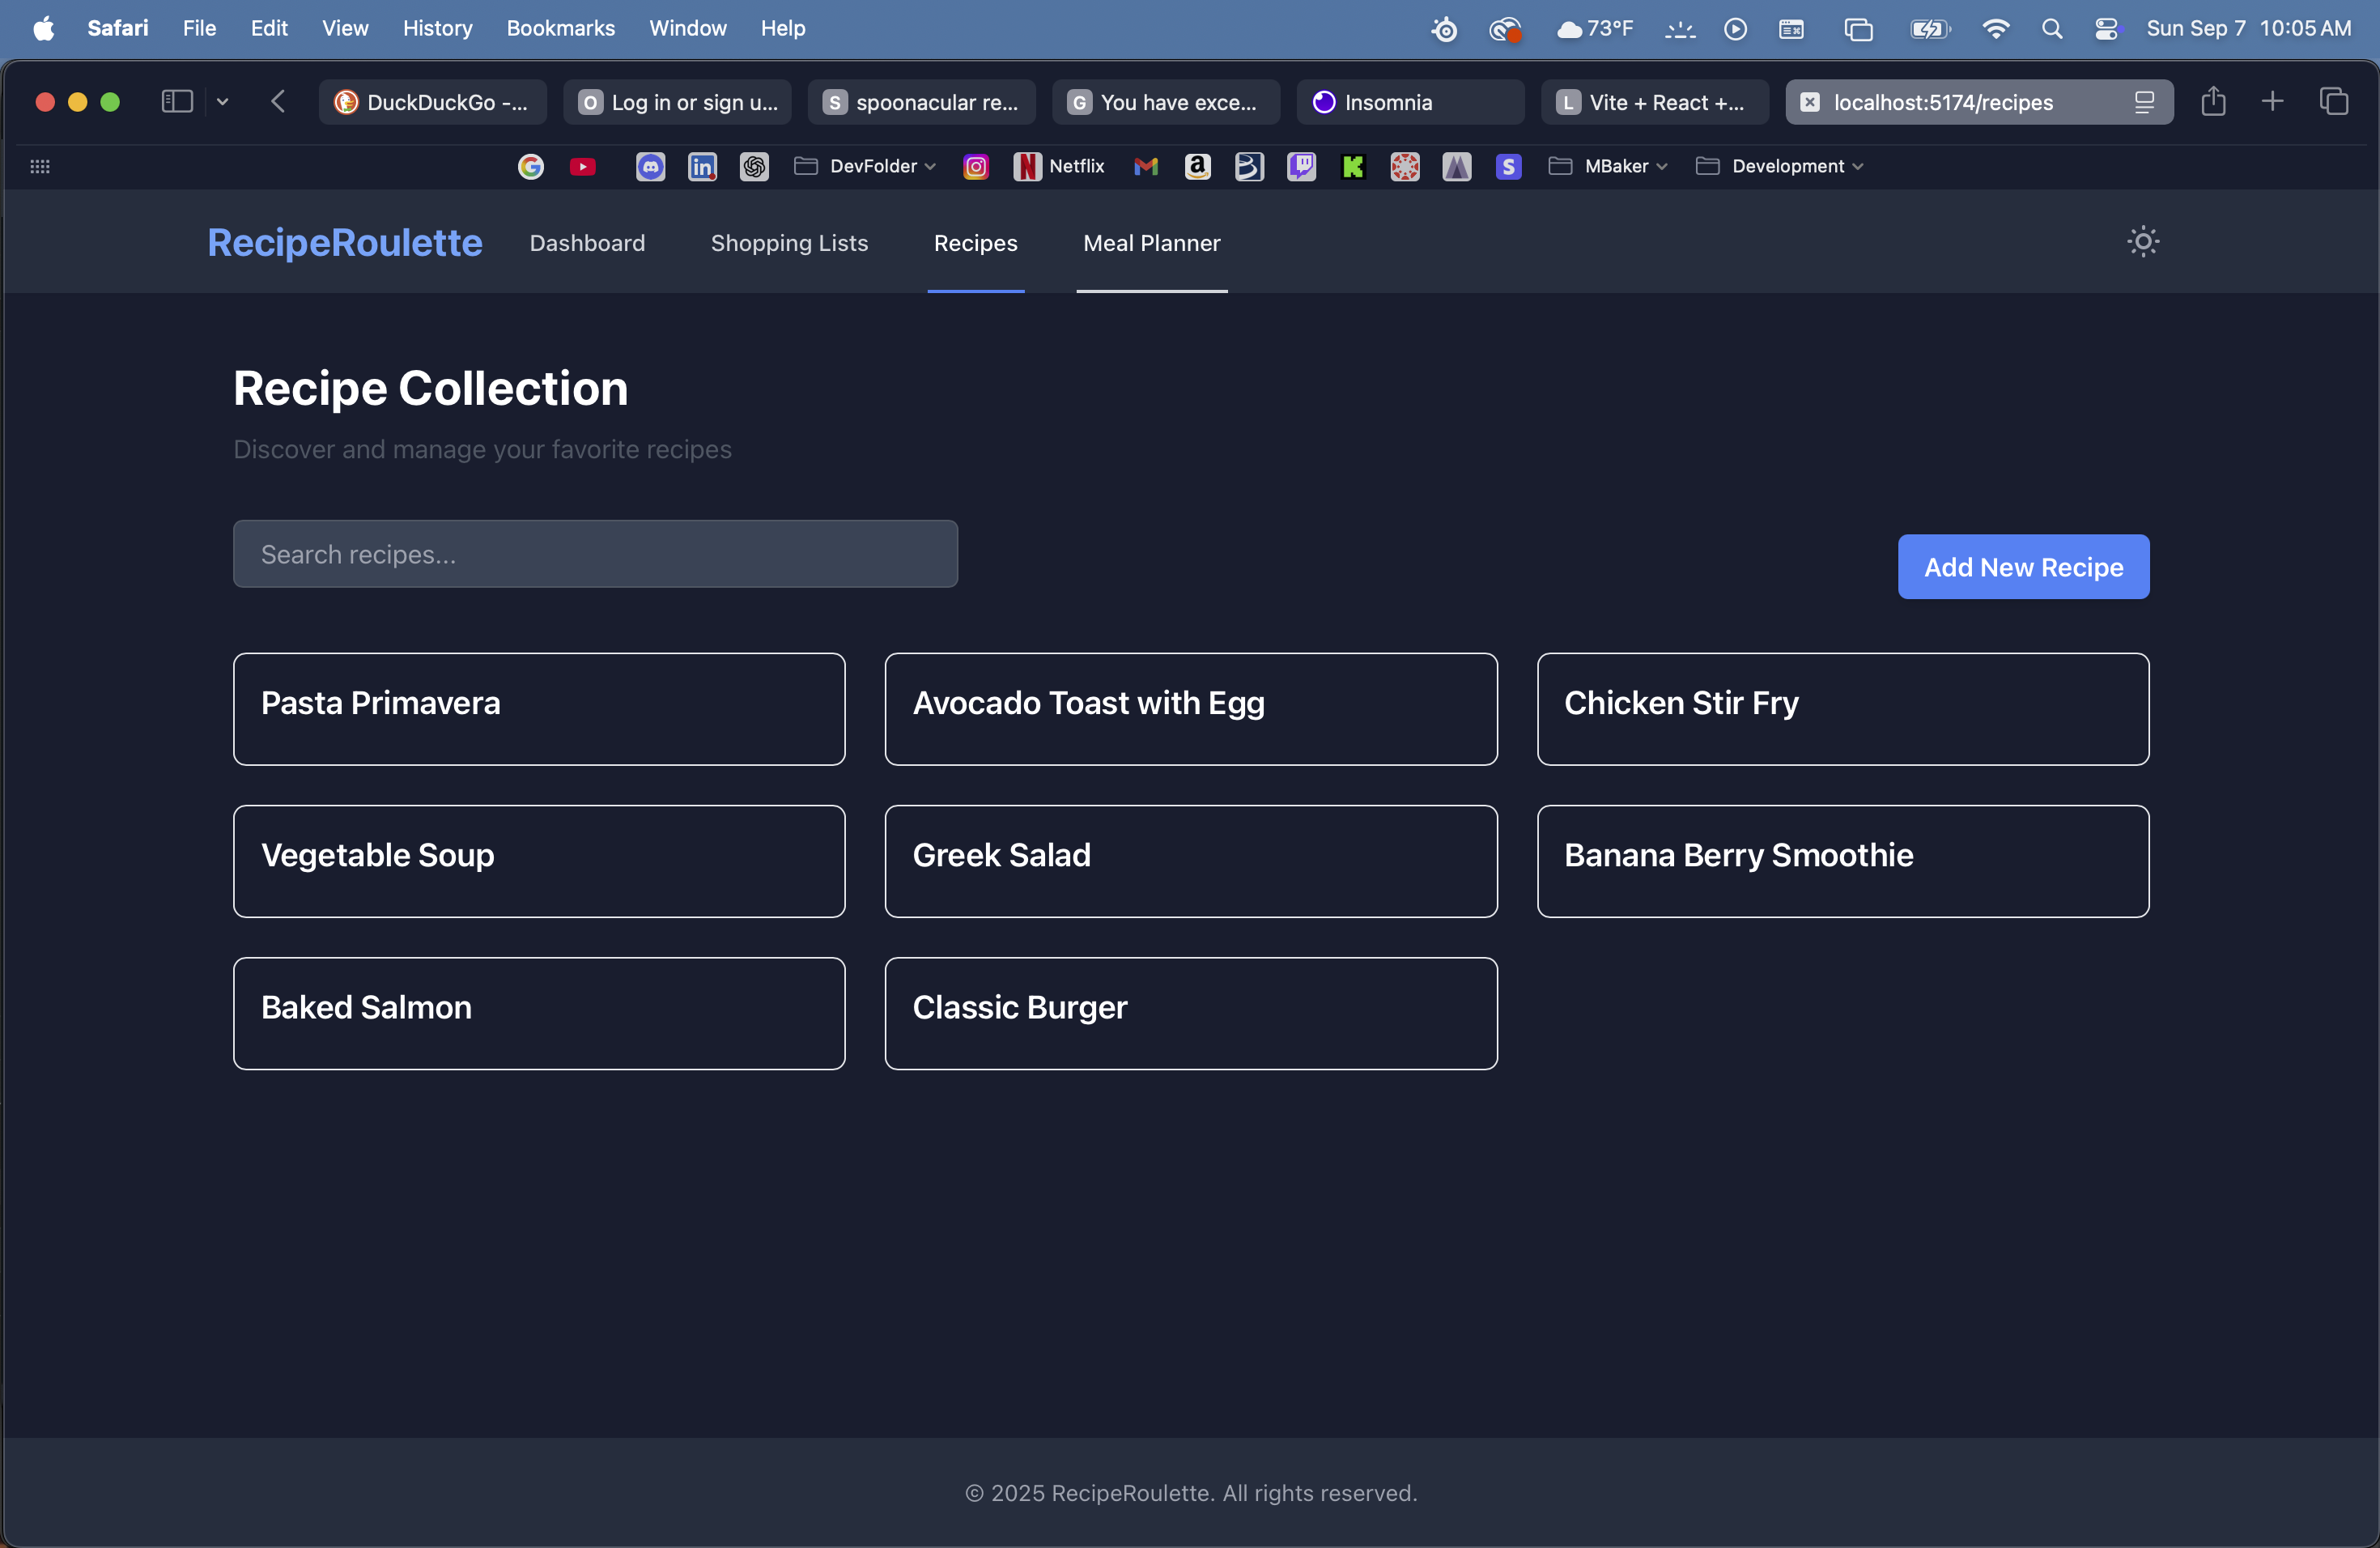 Safari File Edit View History Bookmarks Window Help 73°F Sun Sep 7 10:05 AM
DuckDuckGo -... O Log in or sign u... S spoonacular re... G You have exce... Insomnia L Vite + React +... localhost:5174/recipes
in DevFolder N Netflix a K S MBaker Development
RecipeRoulette Dashboard Shopping Lists Recipes Meal Planner
Recipe Collection
Discover and manage your favorite recipes
Search recipes...
Add New Recipe
Pasta Primavera Avocado Toast with Egg Chicken Stir Fry
Vegetable Soup Greek Salad Banana Berry Smoothie
Baked Salmon Classic Burger
© 2025 RecipeRoulette. All rights reserved.